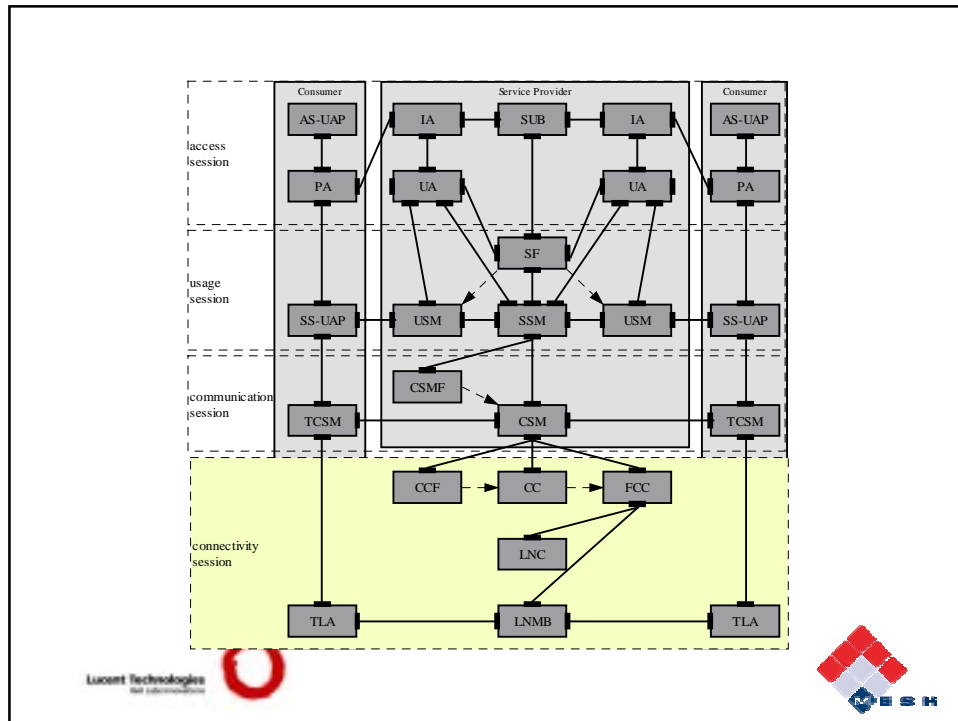 Consumer Service Provider Consumer
AS-UAP IA SUB IA AS-UAP
access
session
PA UA UA PA
SF
usage
session
SS-UAP USM SSM USM SS-UAP
CSMF
communication
session
TCSM CSM TCSM
CCF CC FCC
connectivity
session
LNC
TLA LNMB TLA
Lucent Technologies
MESH